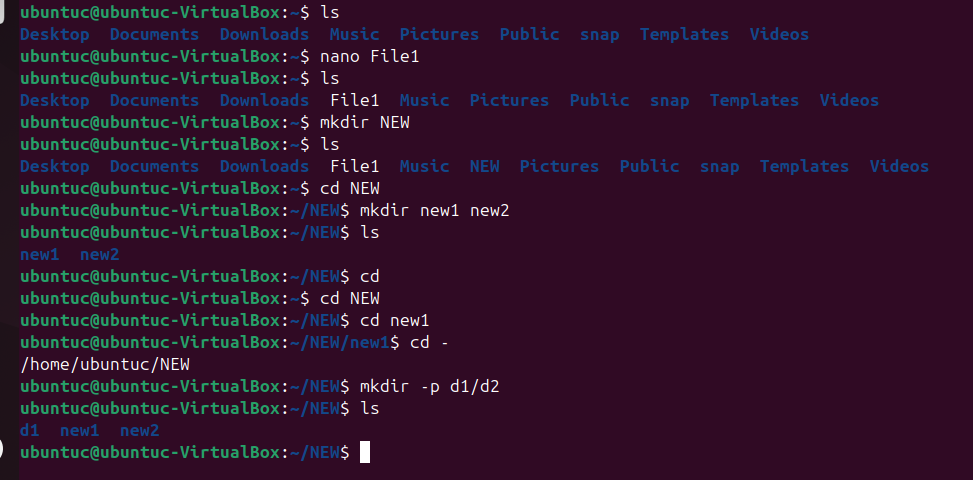 ubuntuc@ubuntuc-VirtualBox:~$ ls
Desktop  Documents  Downloads  Music  Pictures  Public  snap  Templates  Videos
ubuntuc@ubuntuc-VirtualBox:~$ nano File1
ubuntuc@ubuntuc-VirtualBox:~$ ls
Desktop  Documents  Downloads  File1  Music  Pictures  Public  snap  Templates  Videos
ubuntuc@ubuntuc-VirtualBox:~$ mkdir NEW
ubuntuc@ubuntuc-VirtualBox:~$ ls
Desktop  Documents  Downloads  File1  Music  NEW  Pictures  Public  snap  Templates  Videos
ubuntuc@ubuntuc-VirtualBox:~$ cd NEW
ubuntuc@ubuntuc-VirtualBox:~/NEW$ mkdir new1 new2
ubuntuc@ubuntuc-VirtualBox:~/NEW$ ls
new1  new2
ubuntuc@ubuntuc-VirtualBox:~/NEW$ cd
ubuntuc@ubuntuc-VirtualBox:~$ cd NEW
ubuntuc@ubuntuc-VirtualBox:~/NEW$ cd new1
ubuntuc@ubuntuc-VirtualBox:~/NEW/new1$ cd -
/home/ubuntuc/NEW
ubuntuc@ubuntuc-VirtualBox:~/NEW$ mkdir -p d1/d2
ubuntuc@ubuntuc-VirtualBox:~/NEW$ ls
d1  new1  new2
ubuntuc@ubuntuc-VirtualBox:~/NEW$